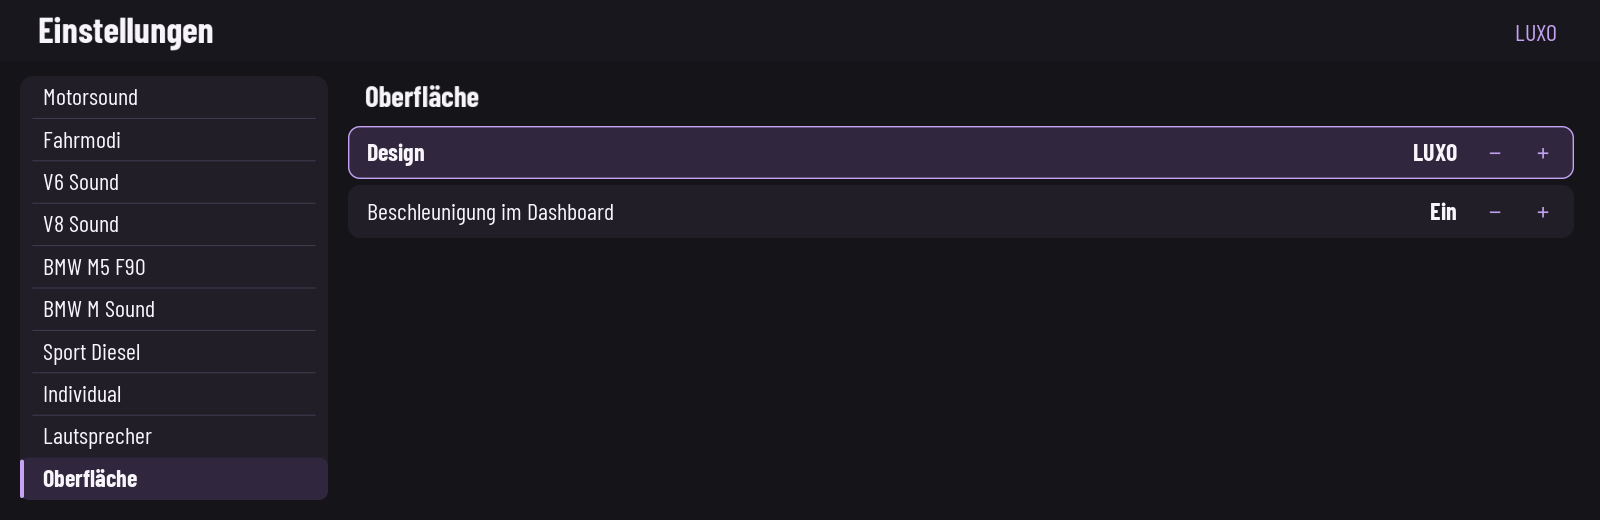 Einstellungen
LUXO
Motorsound
Fahrmodi
V6 Sound
V8 Sound
BMW M5 F90
BMW M Sound
Sport Diesel
Individual
Lautsprecher
Oberfläche
Oberfläche
Design LUXO − +
Beschleunigung im Dashboard Ein − +